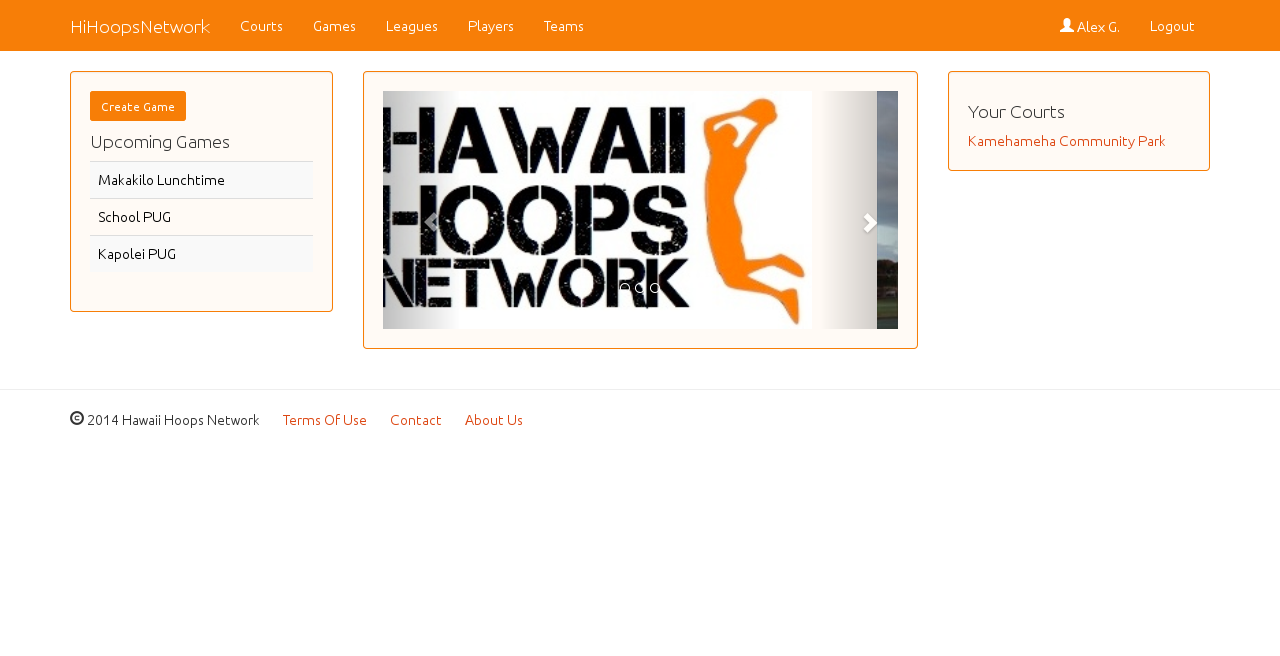 HiHoopsNetwork Courts Games Leagues Players Teams Alex G. Logout
Create Game
Upcoming Games
Makakilo Lunchtime
School PUG
Kapolei PUG
HAWAII
HOOPS
NETWORK
Your Courts
Kamehameha Community Park
© 2014 Hawaii Hoops Network Terms Of Use Contact About Us